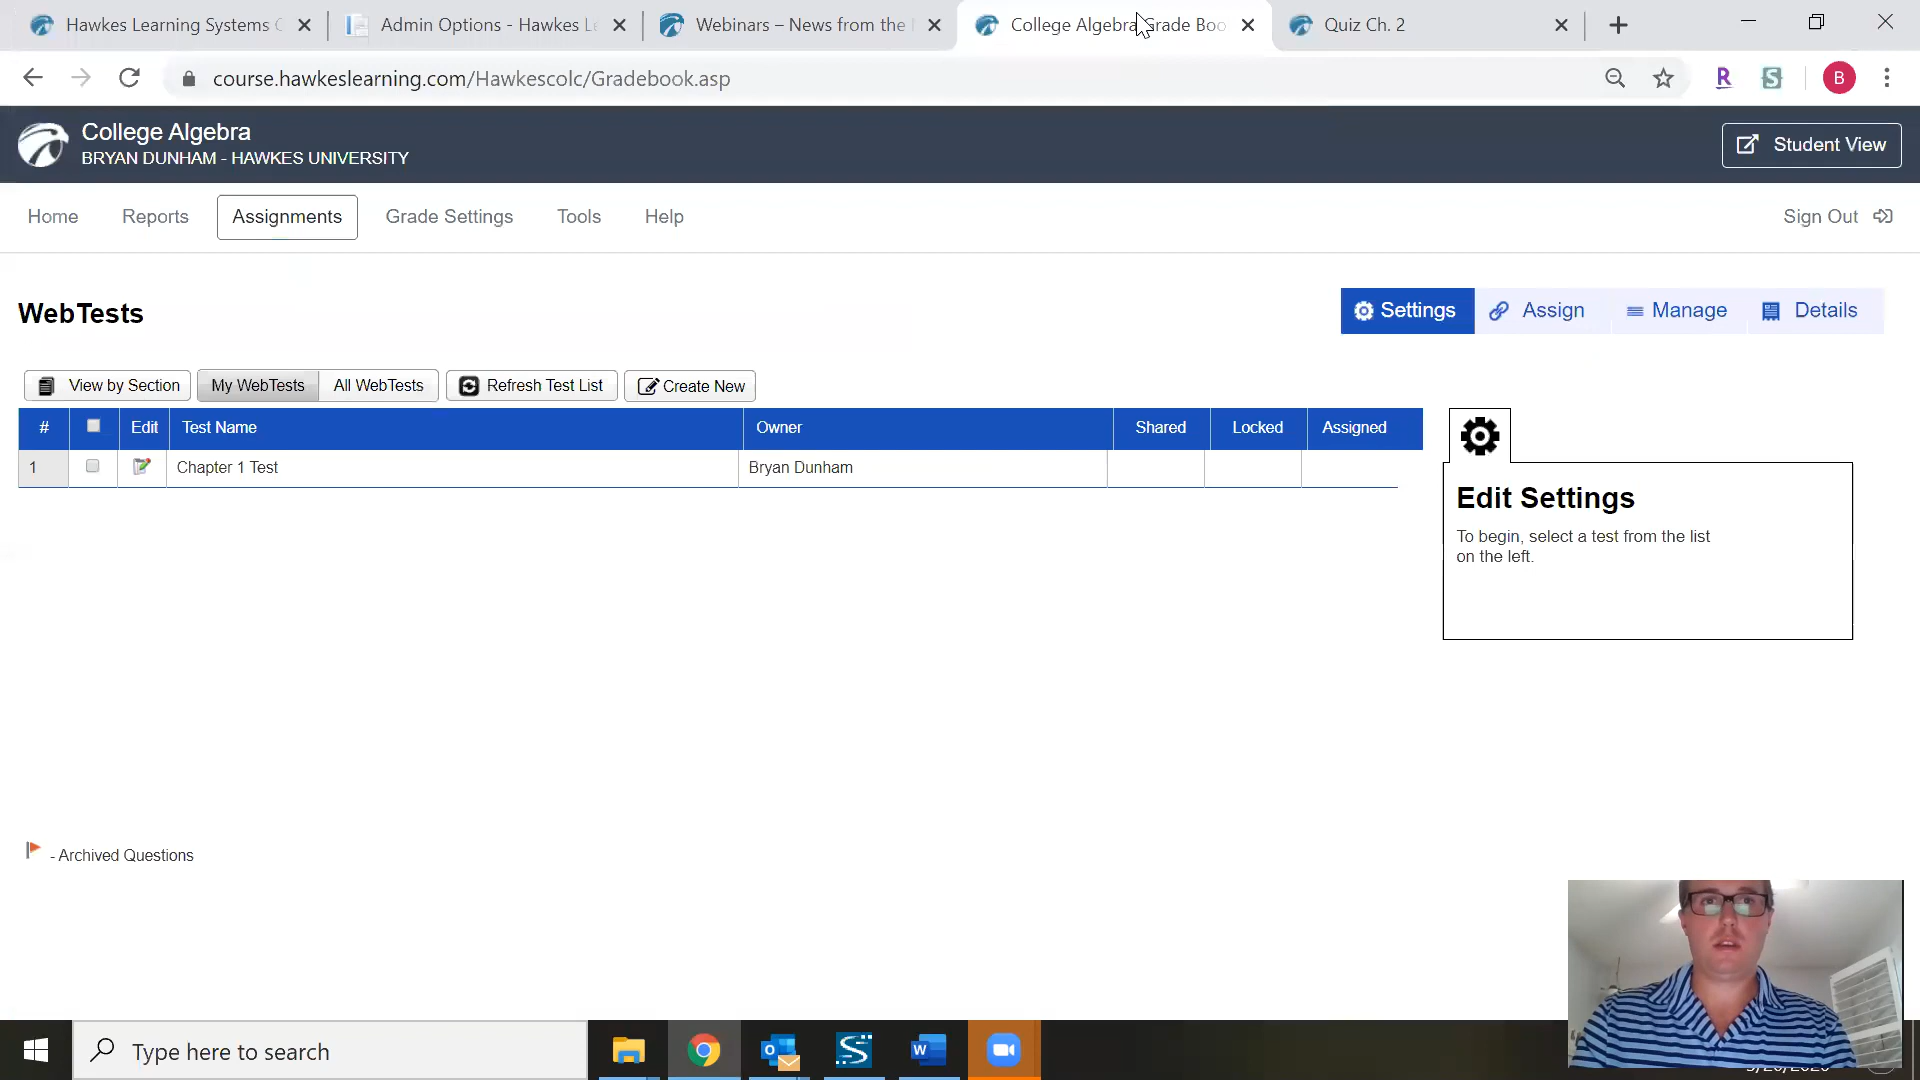 Hawkes Learning Systems
Admin Options - Hawkes Le
Webinars – News from the
College Algebra Grade Boo
Quiz Ch. 2
course.hawkeslearning.com/Hawkescolc/Gradebook.asp
R
S
B
College Algebra
BRYAN DUNHAM - HAWKES UNIVERSITY
Student View
Home
Reports
Assignments
Grade Settings
Tools
Help
Sign Out
WebTests
Settings
Assign
Manage
Details
View by Section
My WebTests
All WebTests
Refresh Test List
Create New
#
Edit
Test Name
Owner
Shared
Locked
Assigned
1
Chapter 1 Test
Bryan Dunham
Edit Settings
To begin, select a test from the list
on the left.
- Archived Questions
Type here to search